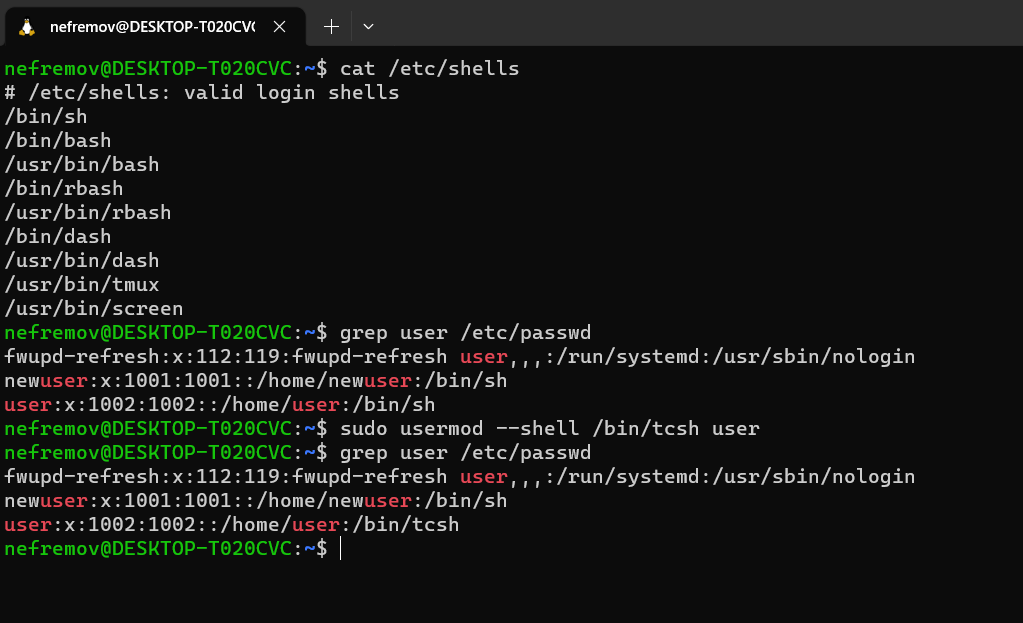 nefremov@DESKTOP-T020CV
nefremov@DESKTOP-T020CVC:~$ cat /etc/shells
# /etc/shells: valid login shells
/bin/sh
/bin/bash
/usr/bin/bash
/bin/rbash
/usr/bin/rbash
/bin/dash
/usr/bin/dash
/usr/bin/tmux
/usr/bin/screen
nefremov@DESKTOP-T020CVC:~$ grep user /etc/passwd
fwupd-refresh:x:112:119:fwupd-refresh user,,,:/run/systemd:/usr/sbin/nologin
newuser:x:1001:1001::/home/newuser:/bin/sh
user:x:1002:1002::/home/user:/bin/sh
nefremov@DESKTOP-T020CVC:~$ sudo usermod --shell /bin/tcsh user
nefremov@DESKTOP-T020CVC:~$ grep user /etc/passwd
fwupd-refresh:x:112:119:fwupd-refresh user,,,:/run/systemd:/usr/sbin/nologin
newuser:x:1001:1001::/home/newuser:/bin/sh
user:x:1002:1002::/home/user:/bin/tcsh
nefremov@DESKTOP-T020CVC:~$